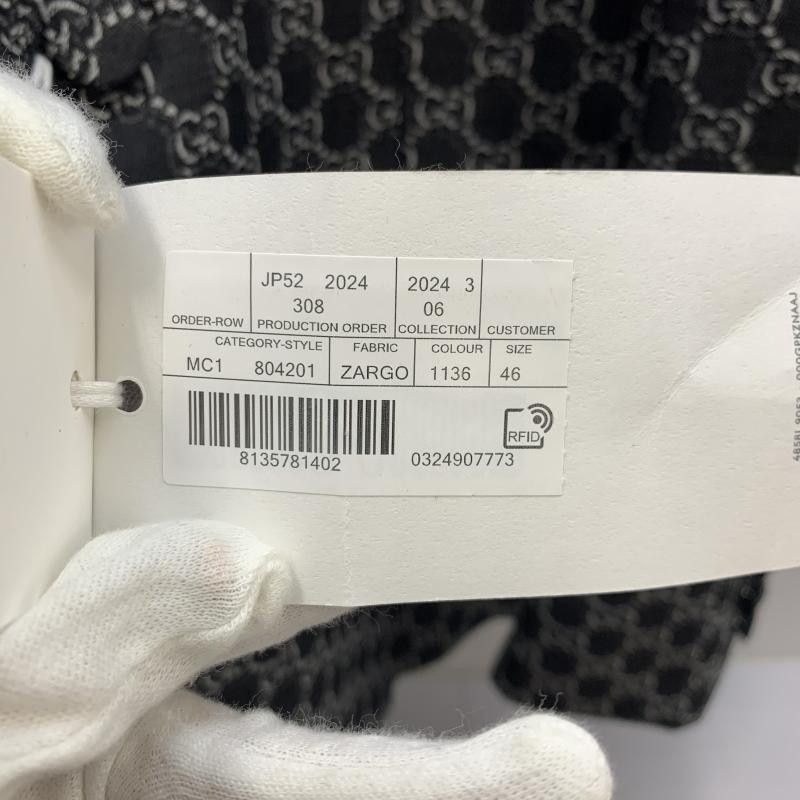 JP52 2024 2024 3
308 06
ORDER-ROW PRODUCTION ORDER COLLECTION CUSTOMER
CATEGORY-STYLE FABRIC COLOUR SIZE
MC1 804201 ZARGO 1136 46
RFID
8135781402 0324907773